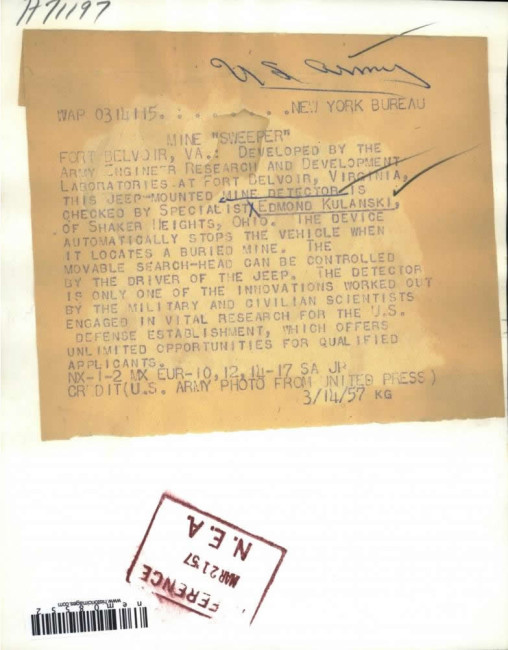 A71197
U S Army
WAP 0314115. . . . . . . NEW YORK BUREAU
MINE "SWEEPER"
FORT BELVOIR, VA.: DEVELOPED BY THE
ARMY ENGINEER RESEARCH AND DEVELOPMENT
LABORATORIES AT FORT BELVOIR, VIRGINIA,
THIS JEEP-MOUNTED MINE DETECTOR IS
CHECKED BY SPECIALIST EDMOND KULANSKI,
OF SHAKER HEIGHTS, OHIO. THE DEVICE
AUTOMATICALLY STOPS THE VEHICLE WHEN
IT LOCATES A BURIED MINE. THE
MOVABLE SEARCH-HEAD CAN BE CONTROLLED
BY THE DRIVER OF THE JEEP. THE DETECTOR
IS ONLY ONE OF THE INNOVATIONS WORKED OUT
BY THE MILITARY AND CIVILIAN SCIENTISTS
ENGAGED IN VITAL RESEARCH FOR THE U.S.
DEFENSE ESTABLISHMENT, WHICH OFFERS
UNLIMITED OPPORTUNITIES FOR QUALIFIED
APPLICANTS.
NX-1-2 MX EUR-10, 12, 14-17 SA JP
CREDIT (U.S. ARMY PHOTO FROM UNITED PRESS)
3/14/57 KG
FERENCE
MAR 21 '57
N.E.A.
nem08552